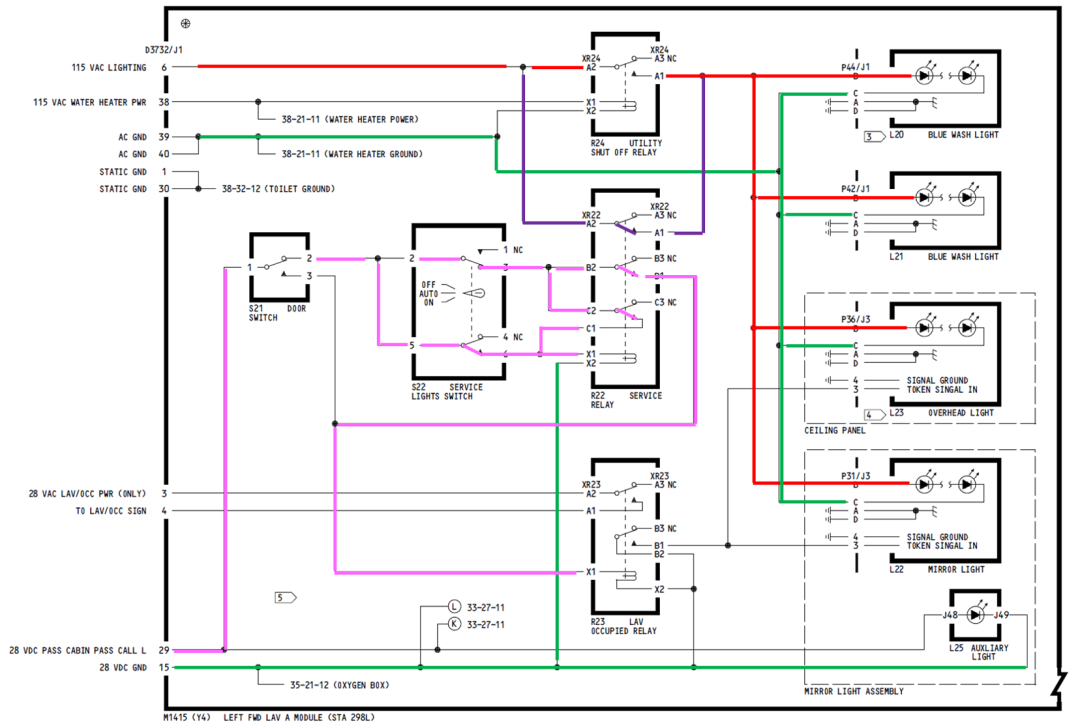 D3732/J1
115 VAC LIGHTING 6
115 VAC WATER HEATER PWR 38
38-21-11 (WATER HEATER POWER)
AC GND 39
AC GND 40
38-21-11 (WATER HEATER GROUND)
STATIC GND 1
STATIC GND 30
38-32-12 (TOILET GROUND)
XR24 XR24
A2 A3 NC
A1
X1
X2
R24 UTILITY
SHUT OFF RELAY
XR22 XR22
A2 A3 NC
A1
B2 B3 NC
B1
C2 C3 NC
C1
X1
X2
R22 SERVICE
RELAY
1 2
3
S21 DOOR
SWITCH
2 1 NC
3
OFF
AUTO
ON
5 4 NC
6
S22 SERVICE
LIGHTS SWITCH
28 VAC LAV/OCC PWR (ONLY) 3
TO LAV/OCC SIGN 4
XR23 XR23
A2 A3 NC
A1
B3 NC
B1
B2
X1
X2
R23 LAV
OCCUPIED RELAY
5
L 33-27-11
K 33-27-11
28 VDC PASS CABIN PASS CALL L 29
28 VDC GND 15
35-21-12 (OXYGEN BOX)
P44/J1
B
C
A
D
3
L20 BLUE WASH LIGHT
P42/J1
B
C
A
D
L21 BLUE WASH LIGHT
P36/J3
B
C
A
D
4 SIGNAL GROUND
3 TOKEN SINGAL IN
4
L23 OVERHEAD LIGHT
CEILING PANEL
P31/J3
B
C
A
D
4 SIGNAL GROUND
3 TOKEN SINGAL IN
L22 MIRROR LIGHT
J48 J49
L25 AUXLIARY
LIGHT
MIRROR LIGHT ASSEMBLY
M1415 (Y4) LEFT FWD LAV A MODULE (STA 298L)